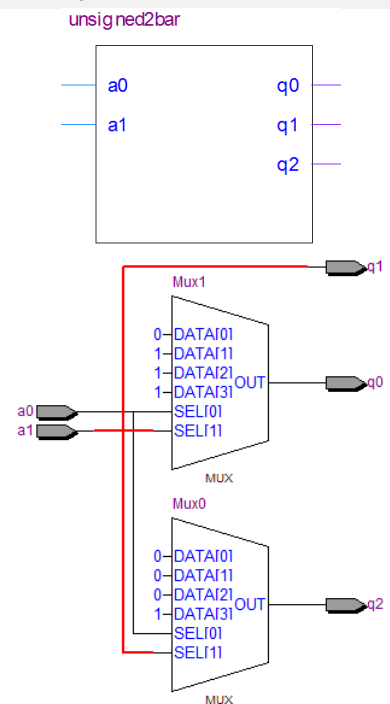 unsigned2bar
a0 q0
a1 q1
q2
q1
Mux1
0 DATA[0]
1 DATA[1]
1 DATA[2]
1 DATA[3] OUT q0
a0 SEL[0]
a1 SEL[1]
MUX
Mux0
0 DATA[0]
0 DATA[1]
0 DATA[2]
1 DATA[3] OUT q2
SEL[0]
SEL[1]
MUX